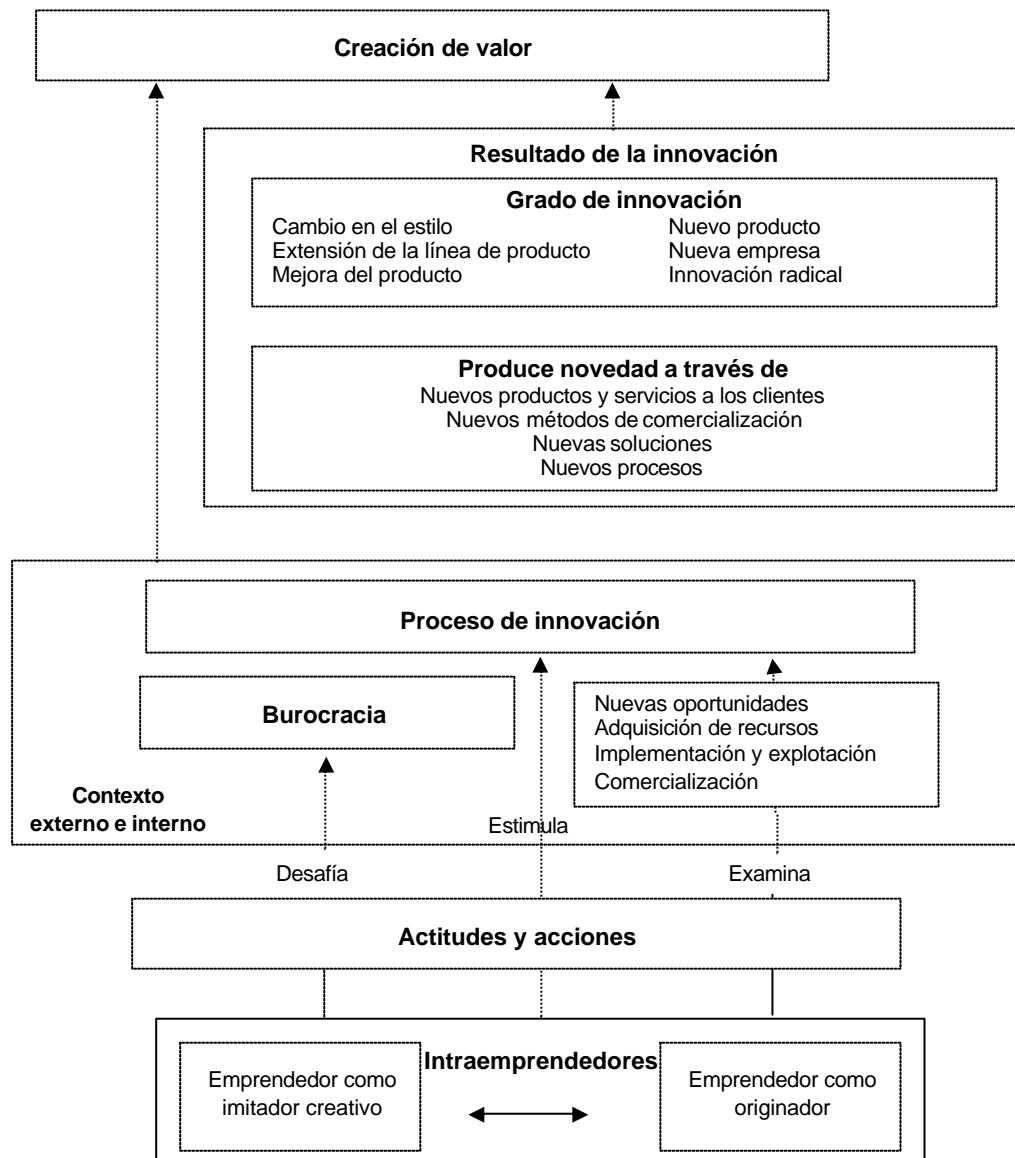 Creación de valor
Resultado de la innovación
Grado de innovación
Cambio en el estilo
Extensión de la línea de producto
Mejora del producto
Nuevo producto
Nueva empresa
Innovación radical
Produce novedad a través de
Nuevos productos y servicios a los clientes
Nuevos métodos de comercialización
Nuevas soluciones
Nuevos procesos
Proceso de innovación
Burocracia
Nuevas oportunidades
Adquisición de recursos
Implementación y explotación
Comercialización
Contexto
externo e interno
Estimula
Desafía
Examina
Actitudes y acciones
Intraemprendedores
Emprendedor como
imitador creativo
Emprendedor como
originador